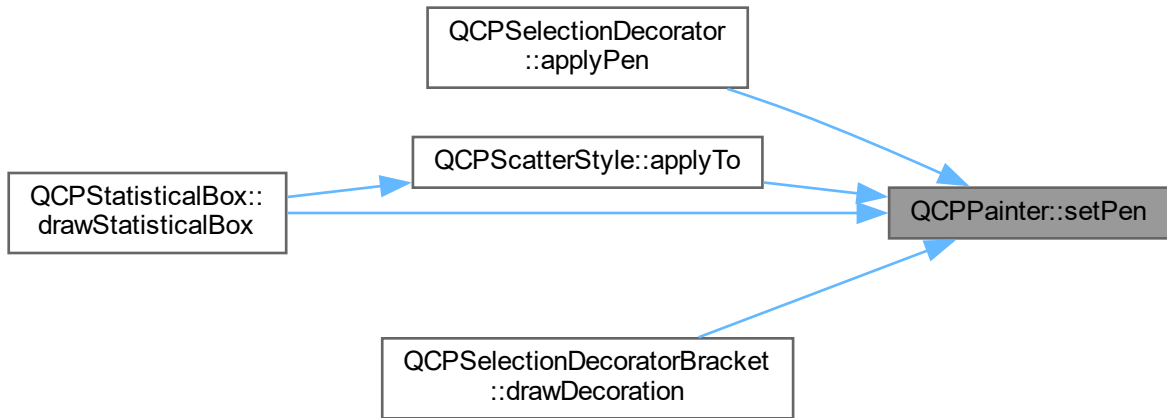 QCPSelectionDecorator
::applyPen
QCPScatterStyle::applyTo
QCPStatisticalBox::
drawStatisticalBox
QCPPainter::setPen
QCPSelectionDecoratorBracket
::drawDecoration